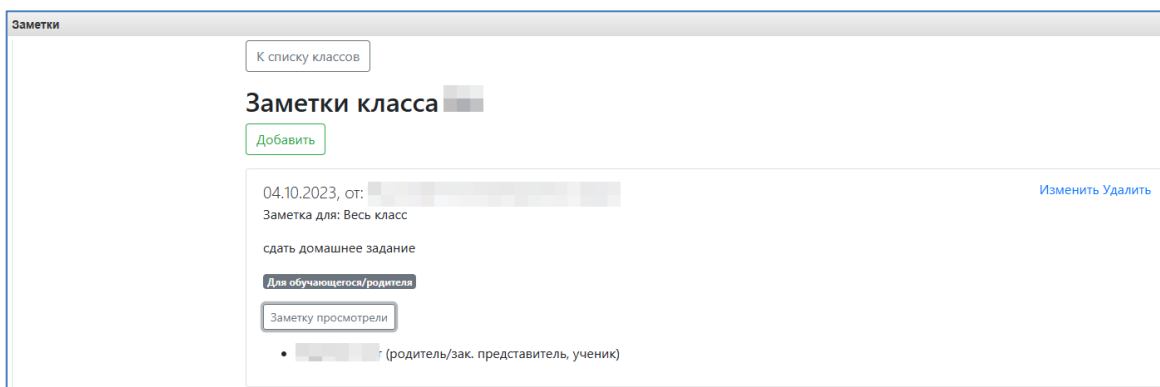 Заметки
К списку классов
Заметки класса
Добавить
04.10.2023, от:
Изменить Удалить
Заметка для: Весь класс
сдать домашнее задание
Для обучающегося/родителя
Заметку просмотрели
(родитель/зак. представитель, ученик)